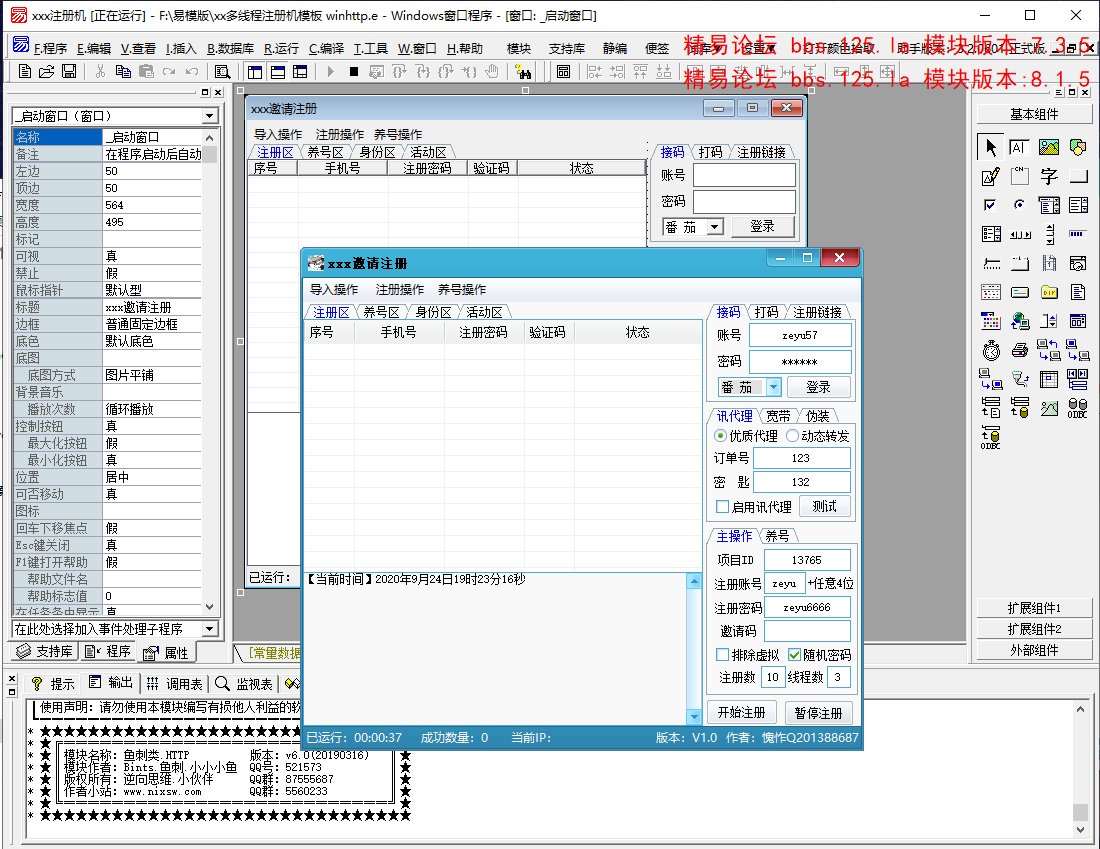 xxx注册机 [正在运行] - F:\易模版\xx多线程注册机模板 winhttp.e - Windows窗口程序 - [窗口: _启动窗口]
F.程序 E.编辑 V.查看 I.插入 B.数据库 R.运行 C.编译 T.工具 W.窗口 H.帮助 模块 支持库 静编 便签
精易论坛 bbs.125.la 模块版本:7.3.5
精易论坛 bbs.125.la 模块版本:8.1.5
_启动窗口（窗口）
名称 _启动窗口
备注 在程序启动后自动
左边 50
顶边 50
宽度 564
高度 495
标记
可视 真
禁止 假
鼠标指针 默认型
标题 xxx邀请注册
边框 普通固定边框
底色 默认底色
底图
底图方式 图片平铺
背景音乐
播放次数 循环播放
控制按钮 真
最大化按钮 假
最小化按钮 真
位置 居中
可否移动 真
图标
回车下移焦点 假
Esc键关闭 真
F1键打开帮助 假
帮助文件名
帮助标志值 0
在任务条中显示 真
在此处选择加入事件处理子程序
支持库 程序 属性
xxx邀请注册
导入操作 注册操作 养号操作
注册区 养号区 身份区 活动区
序号 手机号 注册密码 验证码 状态
接码 打码 注册链接
账号
密码
番 茄 登录
已运行:
[常量数据
xxx邀请注册
导入操作 注册操作 养号操作
注册区 养号区 身份区 活动区
序号 手机号 注册密码 验证码 状态
接码 打码 注册链接
账号 zeyu57
密码 ******
番 茄 登录
讯代理 宽带 伪装
优质代理 动态转发
订单号 123
密 匙 132
启用讯代理 测试
主操作 养号
项目ID 13765
注册账号 zeyu +任意4位
注册密码 zeyu6666
邀请码
排除虚拟 随机密码
注册数 10 线程数 3
开始注册 暂停注册
【当前时间】2020年9月24日19时23分16秒
已运行: 00:00:37 成功数量: 0 当前IP: 版本: V1.0 作者: 愧怍Q201388687
基本组件
扩展组件1
扩展组件2
外部组件
提示 输出 调用表 监视表
使用声明: 请勿使用本模块编写有损他人利益的软
模块名称: 鱼刺类.HTTP 版本: v6.0(20190316)
模块作者: Bints.鱼刺.小小小鱼 QQ号: 521573
版权所有: 逆向思维.小伙伴 QQ群: 87555687
作者小站: www.nixsw.com QQ群: 5560233